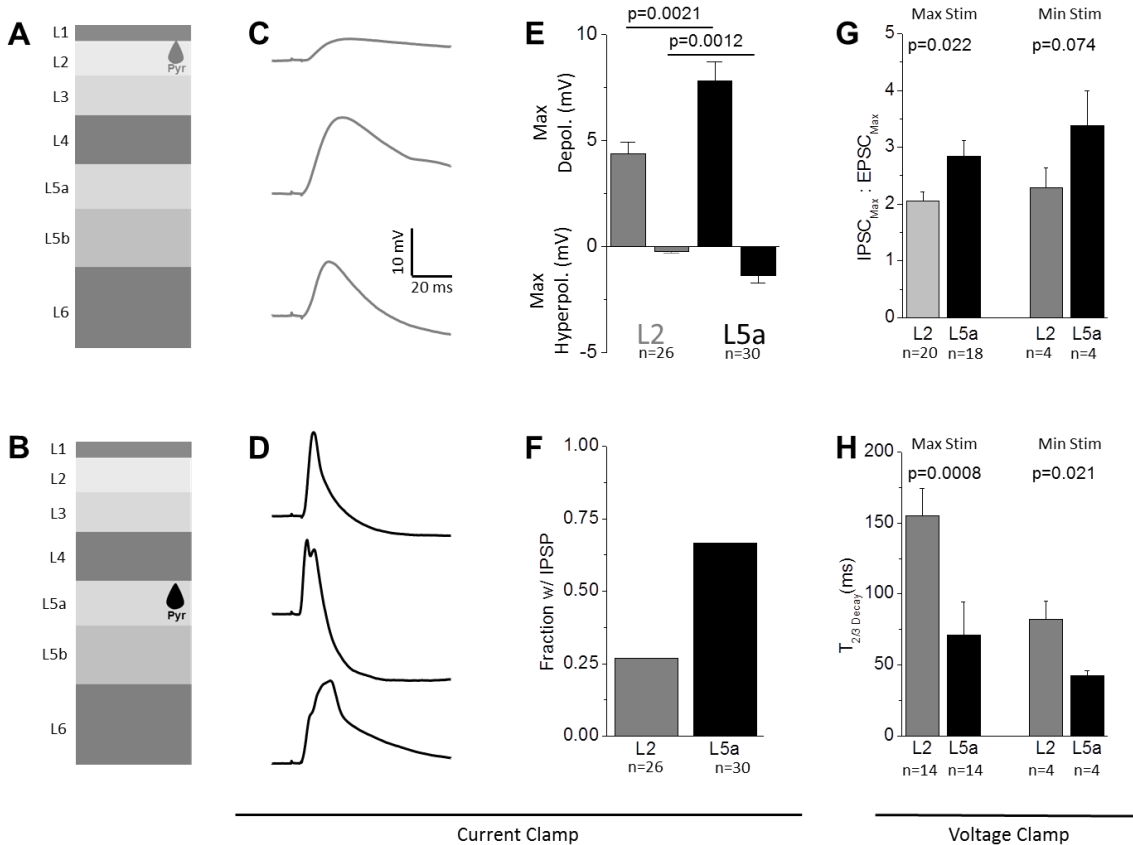 A
L1
L2
L3
L4
L5a
L5b
L6
Pyr
C
10 mV
20 ms
E
p=0.0021
p=0.0012
10
5
0
-5
Max Depol. (mV)
Max Hyperpol. (mV)
L2
n=26
L5a
n=30
G
Max Stim
Min Stim
p=0.022
p=0.074
5
4
3
2
1
0
IPSC Max : EPSC Max
L2
L5a
L2
L5a
n=20
n=18
n=4
n=4
B
L1
L2
L3
L4
L5a
L5b
L6
Pyr
D
F
1.00
0.75
0.50
0.25
0.00
Fraction w/ IPSP
L2
L5a
n=26
n=30
H
Max Stim
Min Stim
p=0.0008
p=0.021
200
150
100
50
0
T 2/3 Decay (ms)
L2
L5a
L2
L5a
n=14
n=14
n=4
n=4
Current Clamp
Voltage Clamp